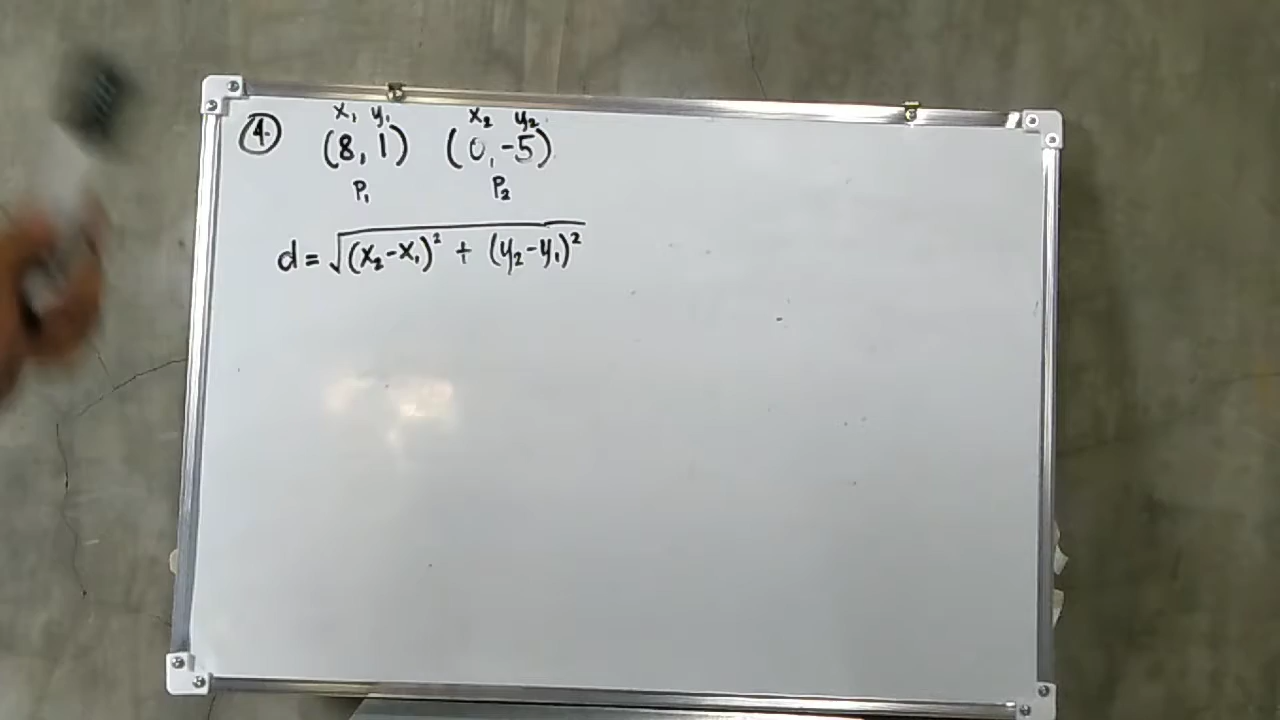 ④. x₁ y₁ x₂ y₂
(8, 1) (0, -5)
P₁ P₂
d = √(x₂-x₁)² + (y₂-y₁)²